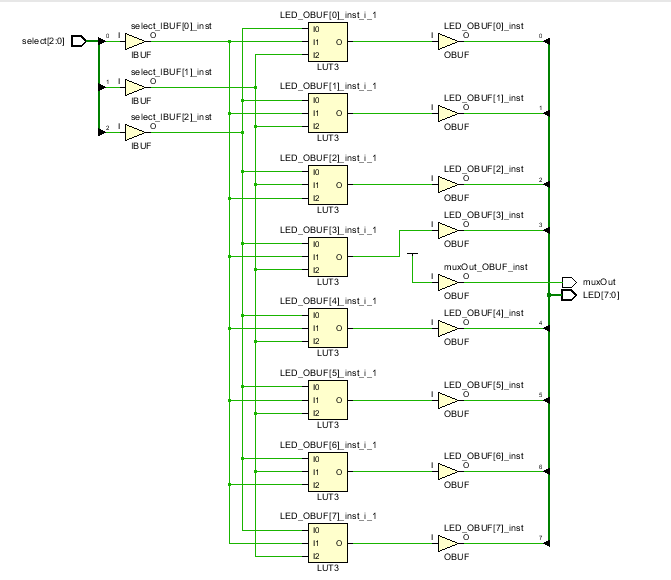 LED_OBUF[0]_inst_i_1
select_IBUF[0]_inst
LED_OBUF[0]_inst
select[2:0]
0
I
O
IBUF
I0
I1
I2
O
LUT3
I
O
OBUF
0
select_IBUF[1]_inst
1
I
O
IBUF
LED_OBUF[1]_inst_i_1
I0
I1
I2
O
LUT3
LED_OBUF[1]_inst
I
O
OBUF
1
select_IBUF[2]_inst
2
I
O
IBUF
LED_OBUF[2]_inst_i_1
I0
I1
I2
O
LUT3
LED_OBUF[2]_inst
I
O
OBUF
2
LED_OBUF[3]_inst_i_1
I0
I1
I2
O
LUT3
LED_OBUF[3]_inst
I
O
OBUF
3
muxOut_OBUF_inst
I
O
OBUF
muxOut
LED[7:0]
LED_OBUF[4]_inst_i_1
I0
I1
I2
O
LUT3
LED_OBUF[4]_inst
I
O
OBUF
4
LED_OBUF[5]_inst_i_1
I0
I1
I2
O
LUT3
LED_OBUF[5]_inst
I
O
OBUF
5
LED_OBUF[6]_inst_i_1
I0
I1
I2
O
LUT3
LED_OBUF[6]_inst
I
O
OBUF
6
LED_OBUF[7]_inst_i_1
I0
I1
I2
O
LUT3
LED_OBUF[7]_inst
I
O
OBUF
7